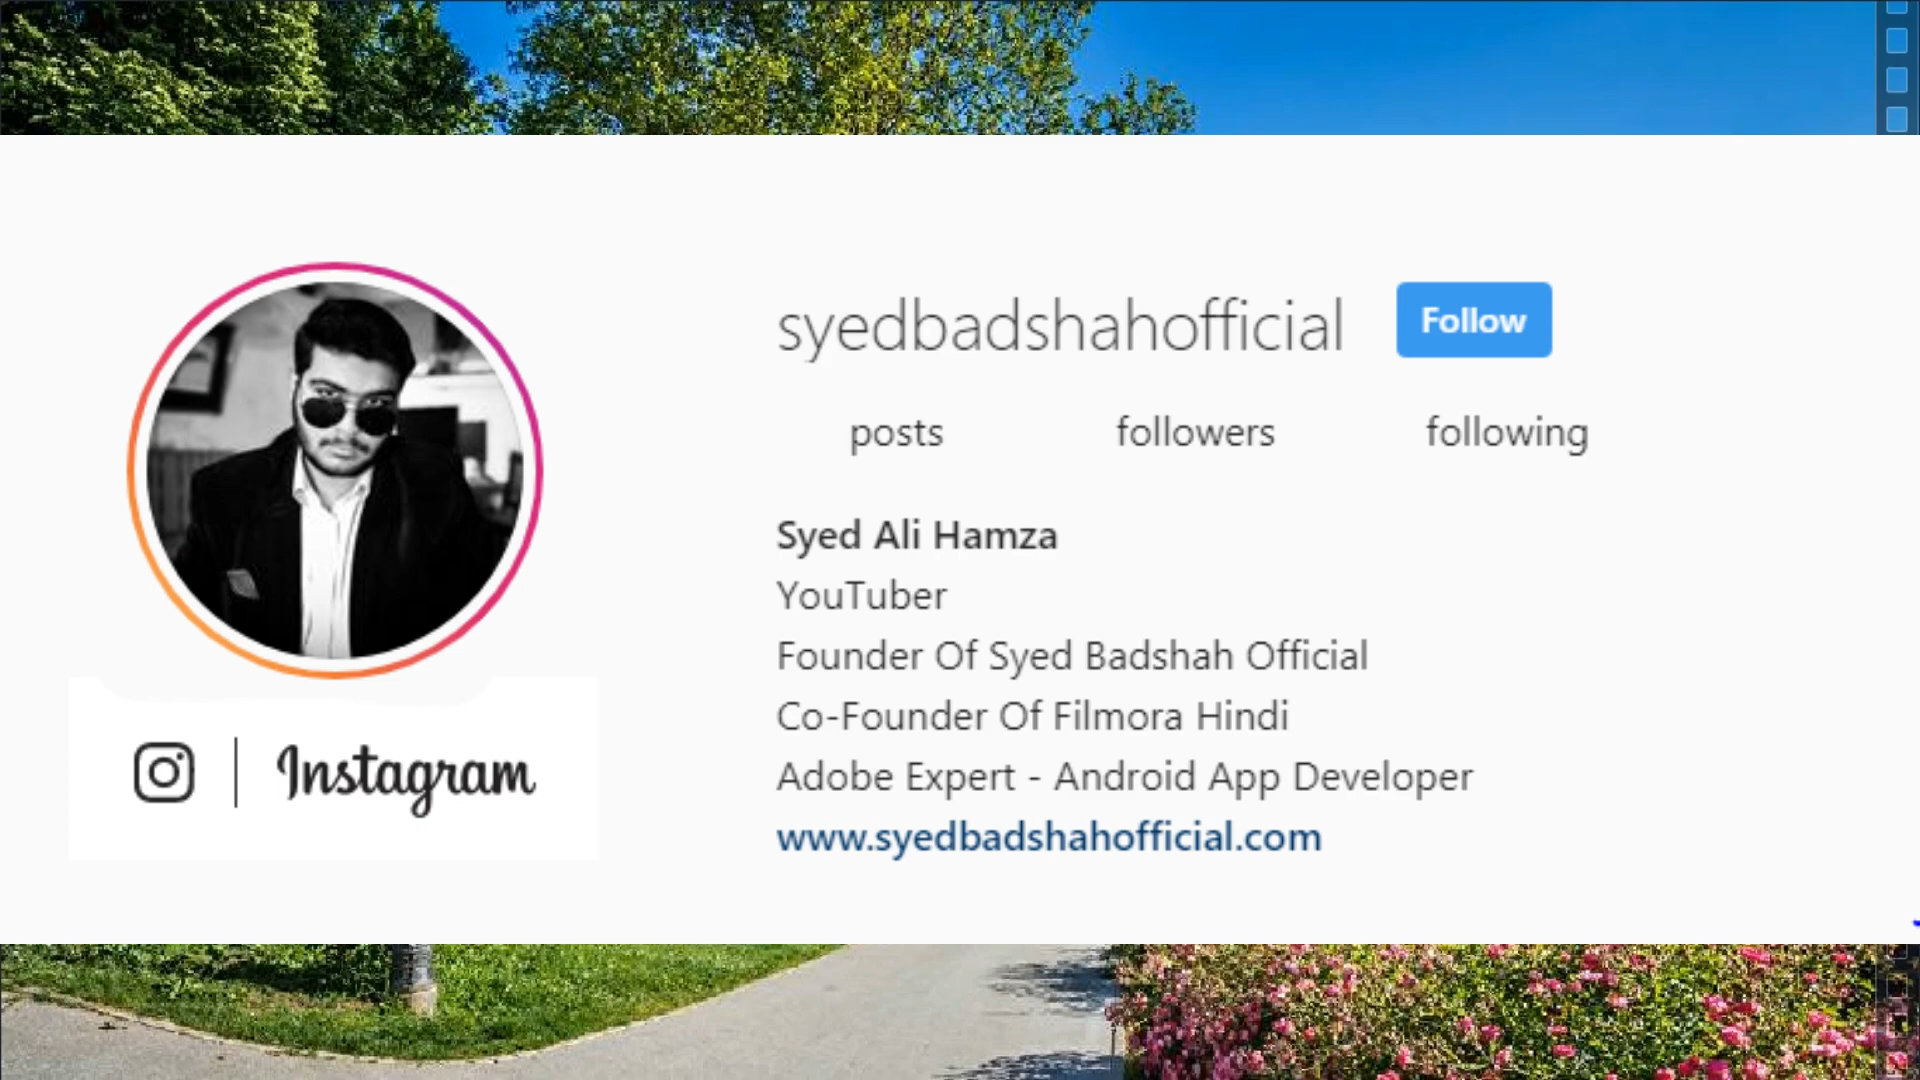 syedbadshahofficial Follow
posts followers following
Syed Ali Hamza
YouTuber
Founder Of Syed Badshah Official
Co-Founder Of Filmora Hindi
Adobe Expert - Android App Developer
www.syedbadshahofficial.com
Instagram